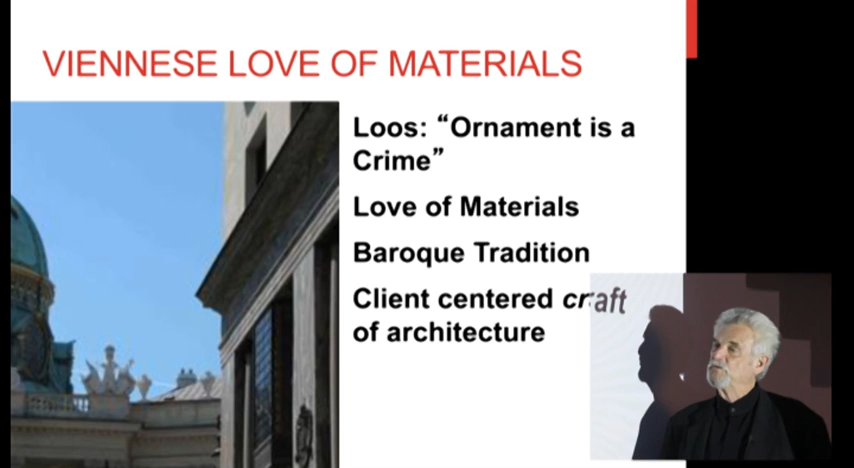 VIENNESE LOVE OF MATERIALS
Loos: “Ornament is a
Crime”
Love of Materials
Baroque Tradition
Client centered craft
of architecture